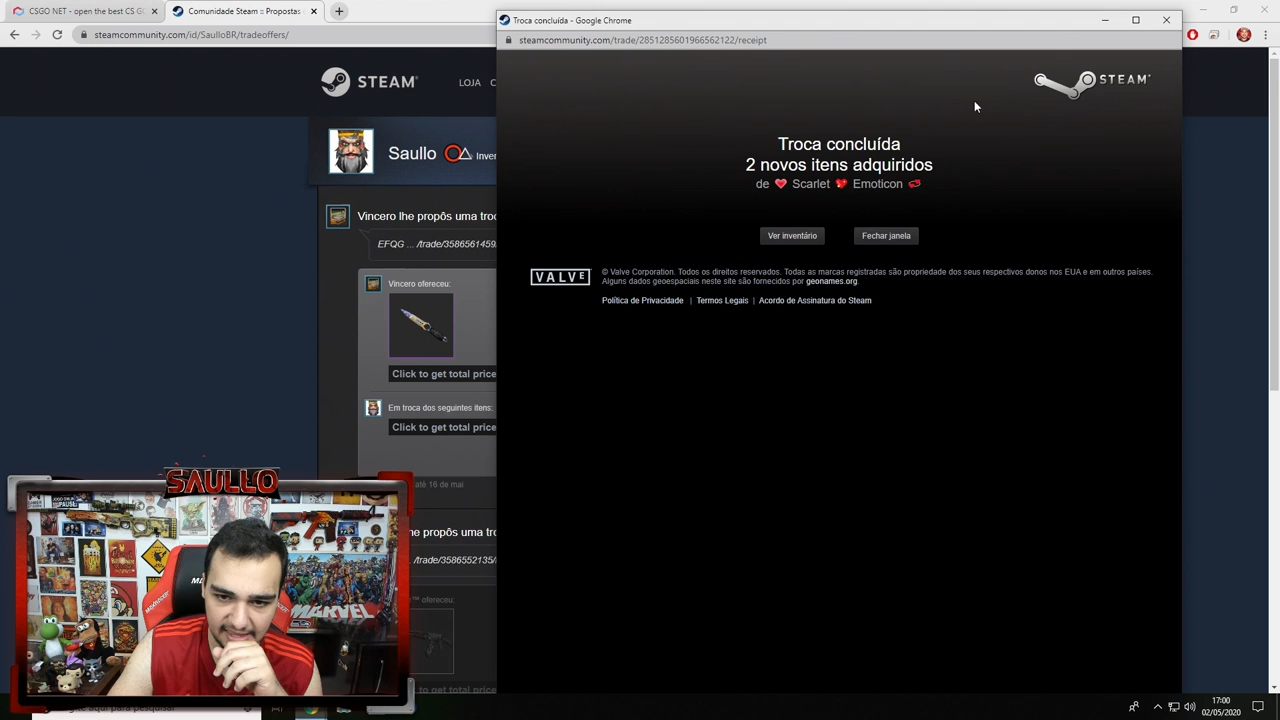 CSGO NET - open the best CS G
Comunidade Steam :: Propostas
steamcommunity.com/id/SaulloBR/tradeoffers/
STEAM
LOJA
Saullo
Vincero lhe propôs uma tro
EFQG ... /trade/3586561459
Vincero ofereceu:
Click to get total price
Em troca dos seguintes itens:
Click to get total price
até 16 de mai
he propôs uma tro
... /trade/3586552135/
™ ofereceu:
k to get total price
Troca concluída - Google Chrome
steamcommunity.com/trade/2851285601966562122/receipt
STEAM
Troca concluída
2 novos itens adquiridos
de ❤ Scarlet Emoticon
Ver inventário
Fechar janela
VALVE
© Valve Corporation. Todos os direitos reservados. Todas as marcas registradas são propriedade dos seus respectivos donos nos EUA e em outros países.
Alguns dados geoespaciais neste site são fornecidos por geonames.org.
Política de Privacidade | Termos Legais | Acordo de Assinatura do Steam
SAULLO
MARVEL
17:00
02/05/2020